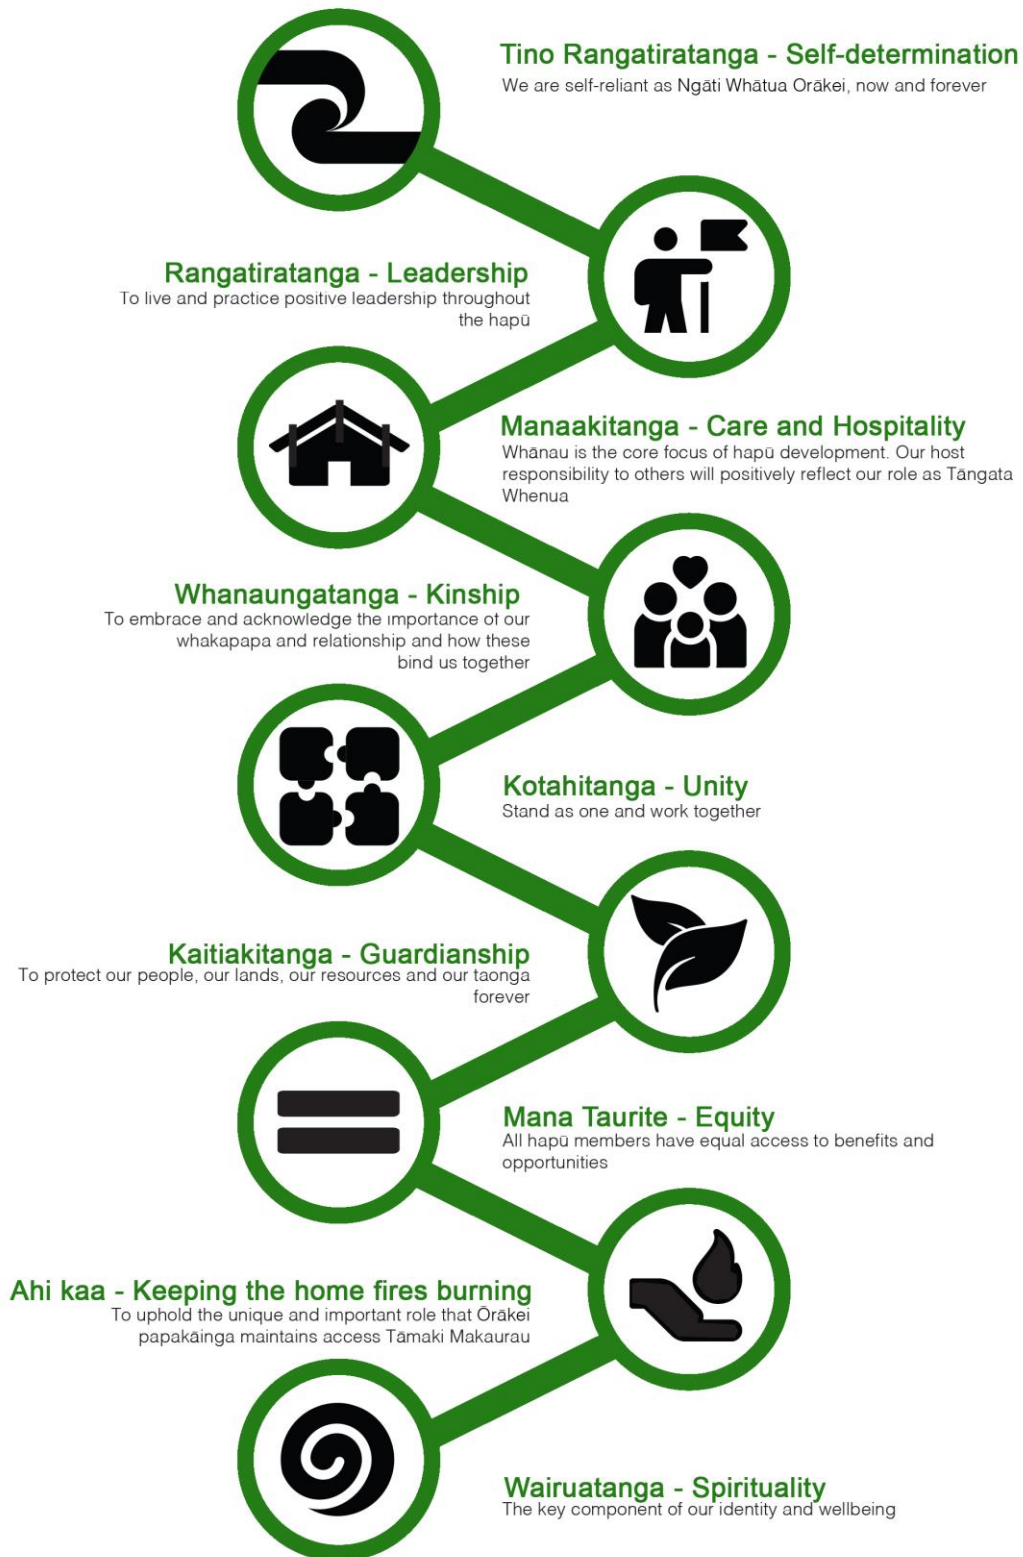 Tino Rangatiratanga - Self-determination
We are self-reliant as Ngāti Whātua Orākei, now and forever
Rangatiratanga - Leadership
To live and practice positive leadership throughout
the hapū
Manaakitanga - Care and Hospitality
Whānau is the core focus of hapū development. Our host
responsibility to others will positively reflect our role as Tāngata
Whenua
Whanaungatanga - Kinship
To embrace and acknowledge the importance of our
whakapapa and relationship and how these
bind us together
Kotahitanga - Unity
Stand as one and work together
Kaitiakitanga - Guardianship
To protect our people, our lands, our resources and our taonga
forever
Mana Taurite - Equity
All hapū members have equal access to benefits and
opportunities
Ahi kaa - Keeping the home fires burning
To uphold the unique and important role that Ōrākei
papakāinga maintains access Tāmaki Makaurau
Wairuatanga - Spirituality
The key component of our identity and wellbeing